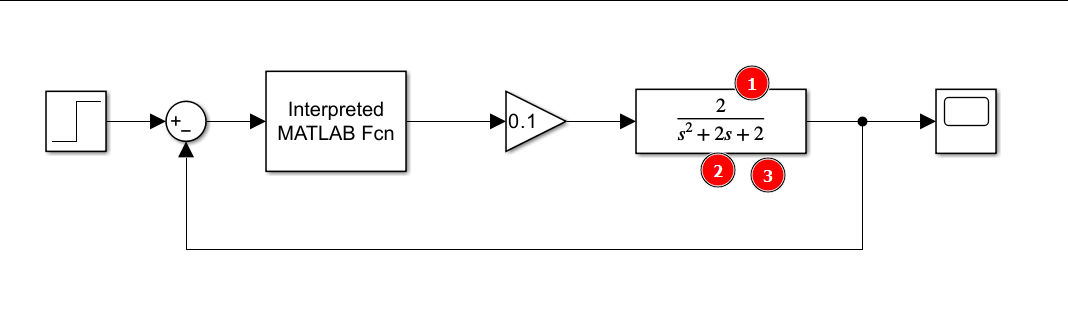 1
2
s² + 2s + 2
+
−
Interpreted
MATLAB Fcn
0.1
2
3